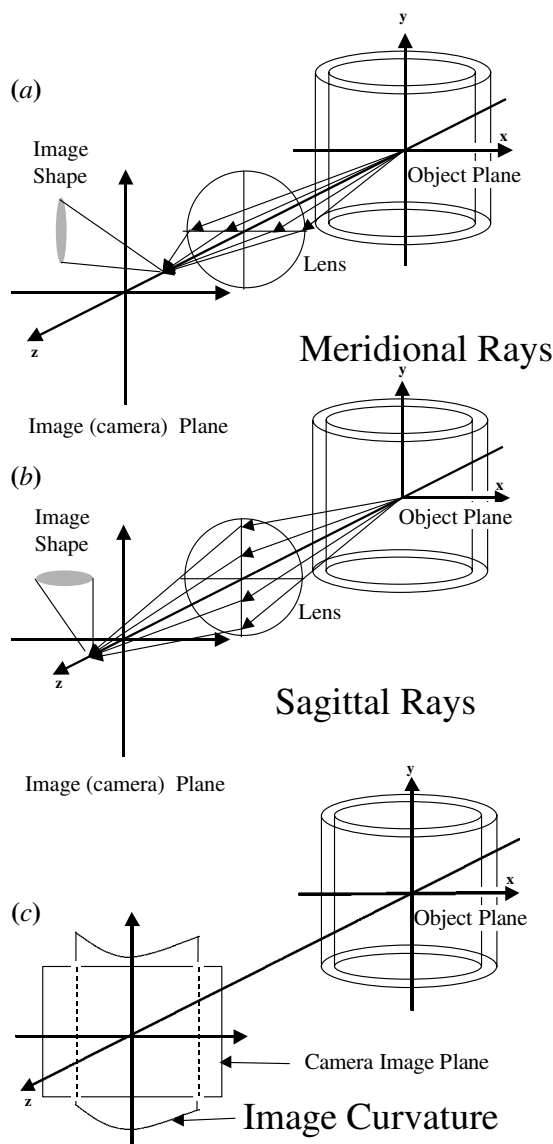 y
(a)
Image
Shape
x
Object Plane
Lens
z
Meridional Rays
Image (camera) Plane
y
(b)
Image
Shape
x
Object Plane
Lens
z
Sagittal Rays
Image (camera) Plane
y
x
(c)
Object Plane
Camera Image Plane
z
Image Curvature